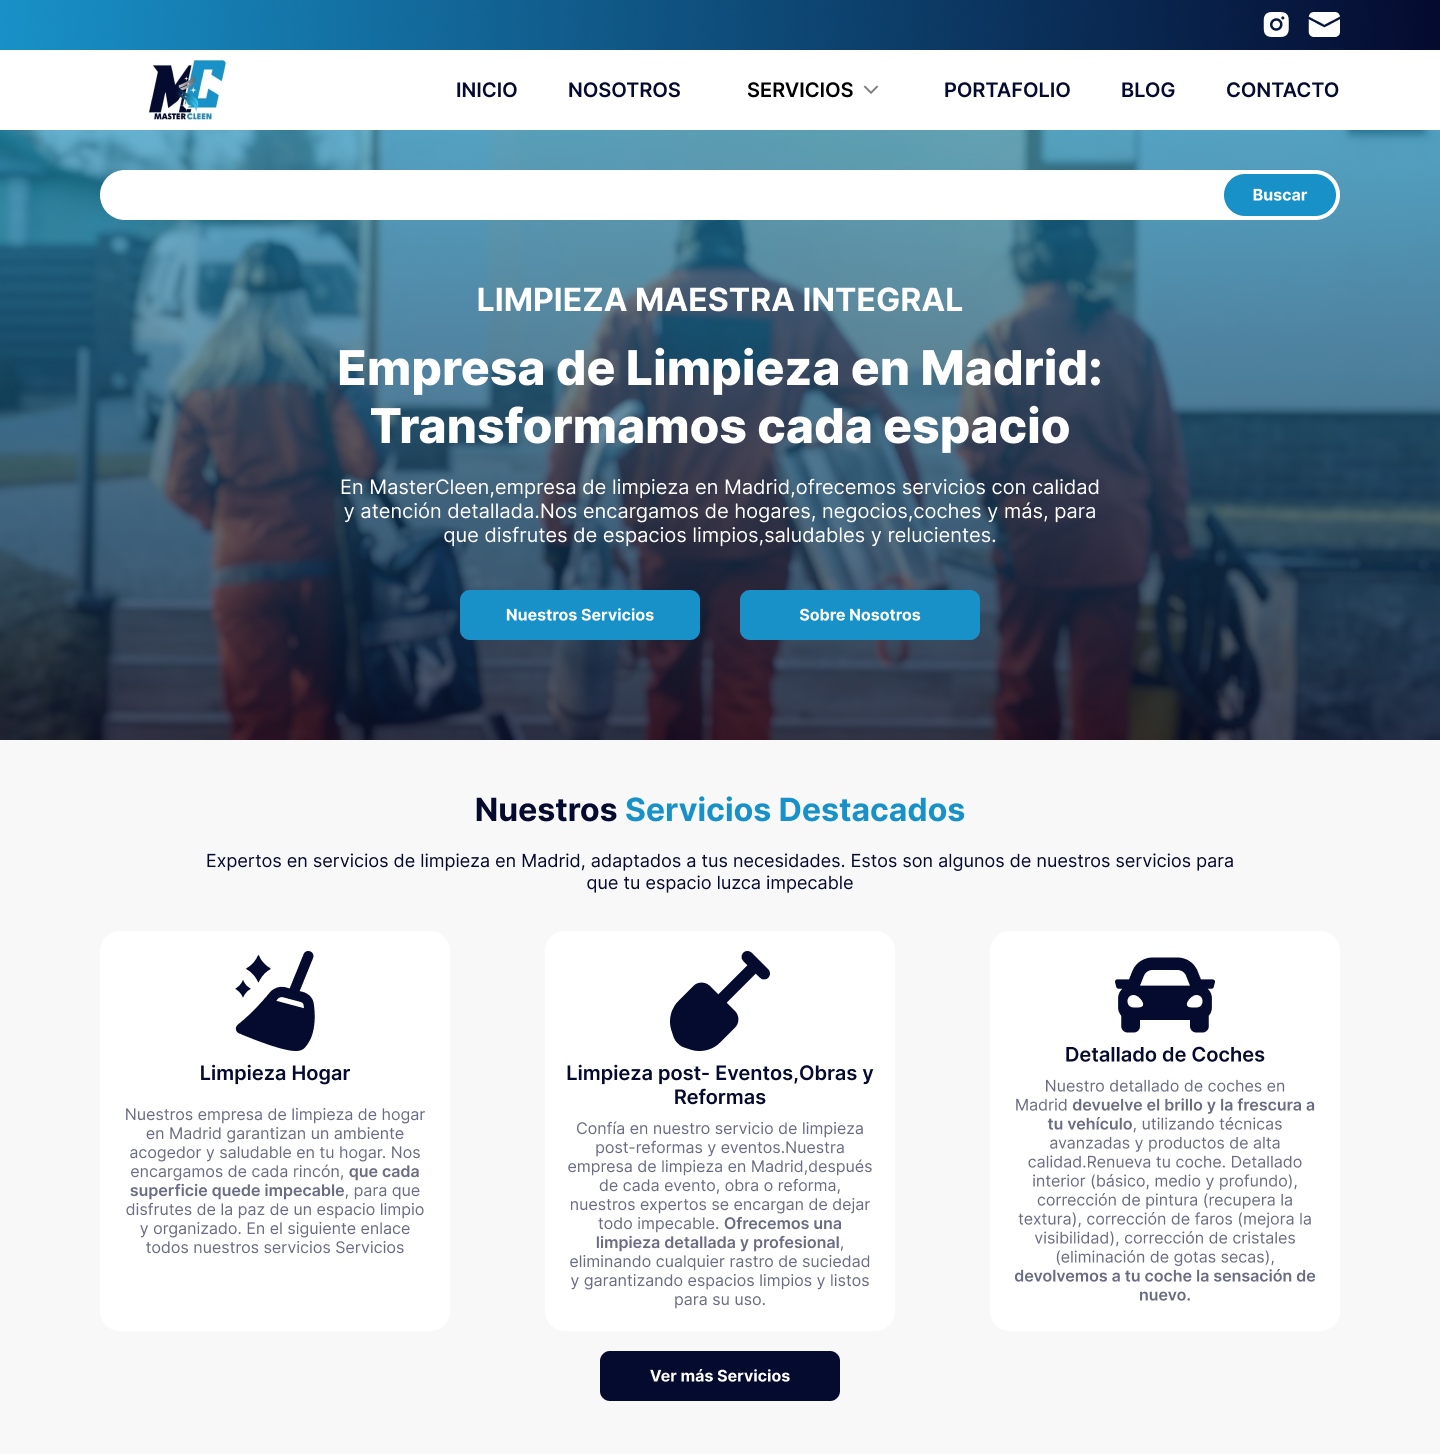 MASTER CLEEN
INICIO NOSOTROS SERVICIOS PORTAFOLIO BLOG CONTACTO
Buscar
LIMPIEZA MAESTRA INTEGRAL
Empresa de Limpieza en Madrid:
Transformamos cada espacio
En MasterCleen,empresa de limpieza en Madrid,ofrecemos servicios con calidad
y atención detallada.Nos encargamos de hogares, negocios,coches y más, para
que disfrutes de espacios limpios,saludables y relucientes.
Nuestros Servicios
Sobre Nosotros
Nuestros Servicios Destacados
Expertos en servicios de limpieza en Madrid, adaptados a tus necesidades. Estos son algunos de nuestros servicios para
que tu espacio luzca impecable
Limpieza Hogar
Nuestros empresa de limpieza de hogar
en Madrid garantizan un ambiente
acogedor y saludable en tu hogar. Nos
encargamos de cada rincón, que cada
superficie quede impecable, para que
disfrutes de la paz de un espacio limpio
y organizado. En el siguiente enlace
todos nuestros servicios Servicios
Limpieza post- Eventos,Obras y
Reformas
Confía en nuestro servicio de limpieza
post-reformas y eventos.Nuestra
empresa de limpieza en Madrid,después
de cada evento, obra o reforma,
nuestros expertos se encargan de dejar
todo impecable. Ofrecemos una
limpieza detallada y profesional,
eliminando cualquier rastro de suciedad
y garantizando espacios limpios y listos
para su uso.
Detallado de Coches
Nuestro detallado de coches en
Madrid devuelve el brillo y la frescura a
tu vehículo, utilizando técnicas
avanzadas y productos de alta
calidad.Renueva tu coche. Detallado
interior (básico, medio y profundo),
corrección de pintura (recupera la
textura), corrección de faros (mejora la
visibilidad), corrección de cristales
(eliminación de gotas secas),
devolvemos a tu coche la sensación de
nuevo.
Ver más Servicios